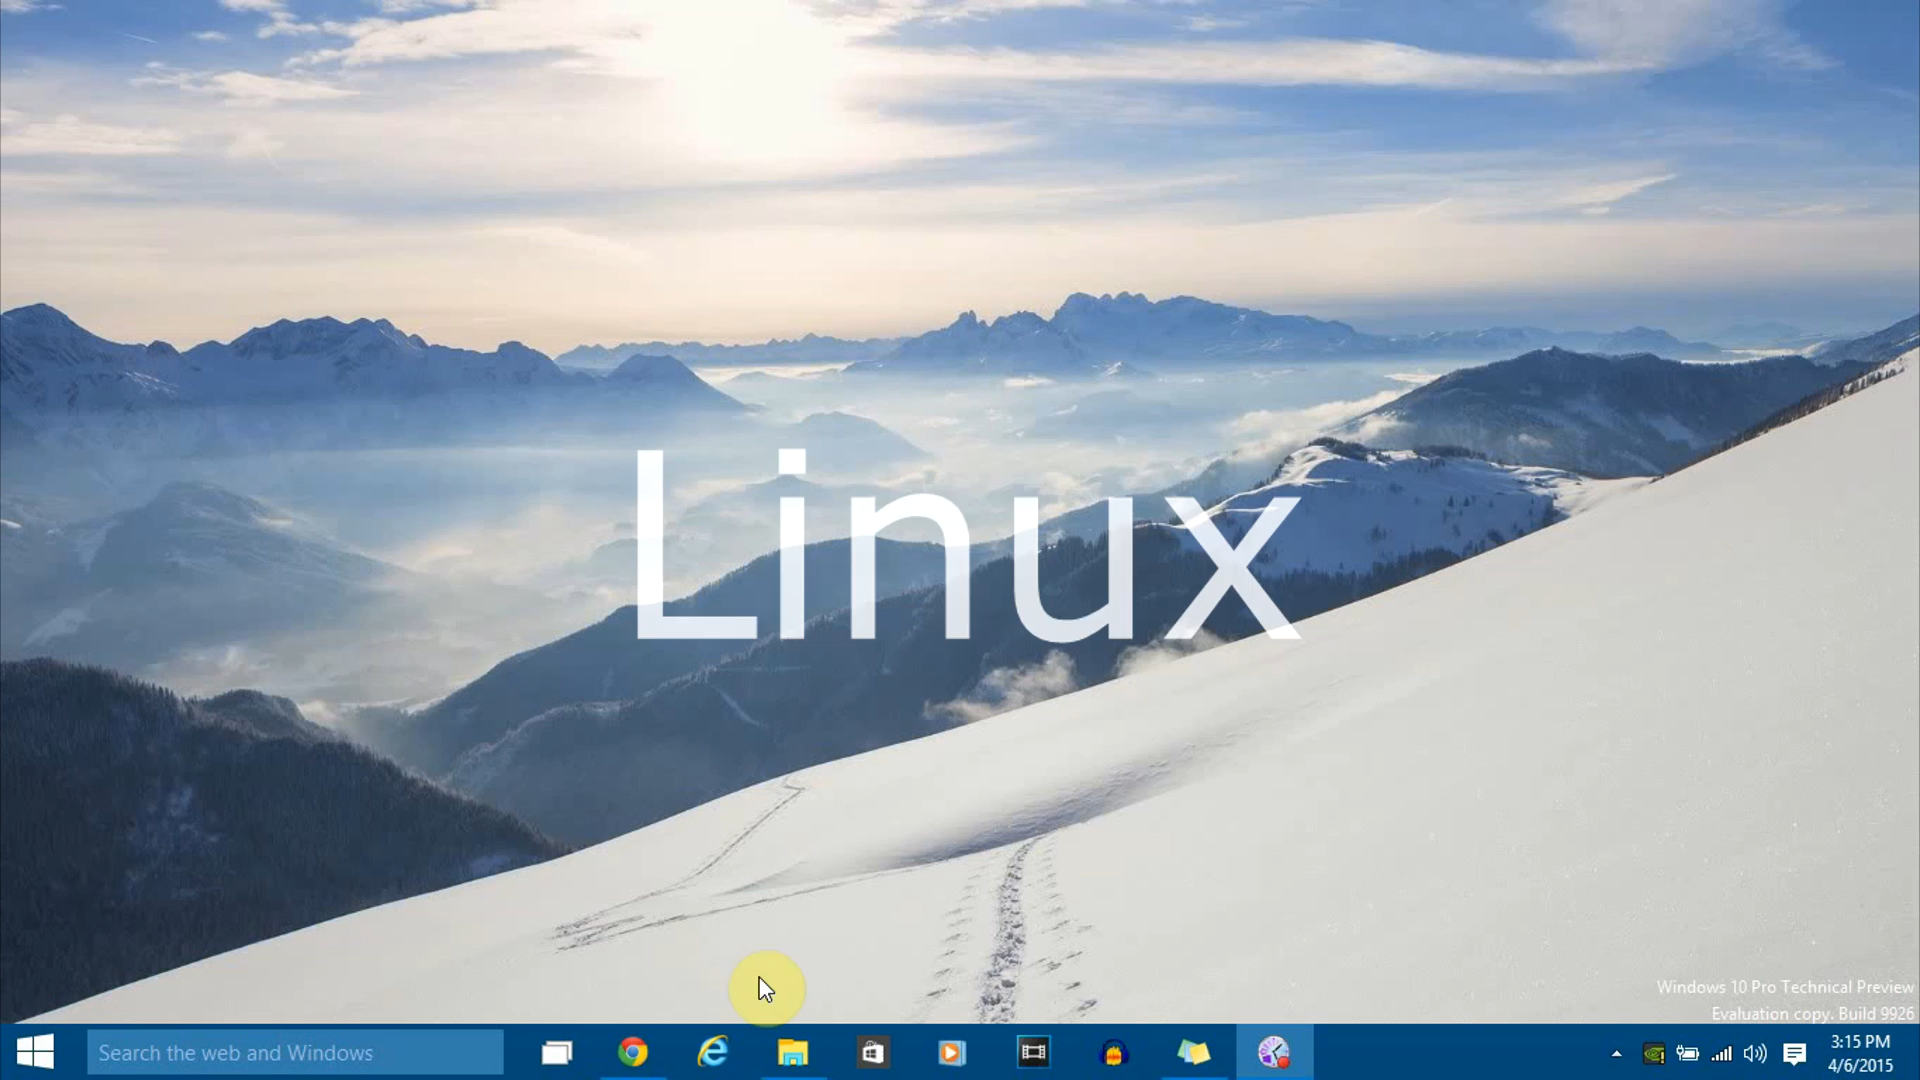 Linux
Windows 10 Pro Technical Preview
Evaluation copy. Build 9926
Search the web and Windows
3:15 PM
4/6/2015